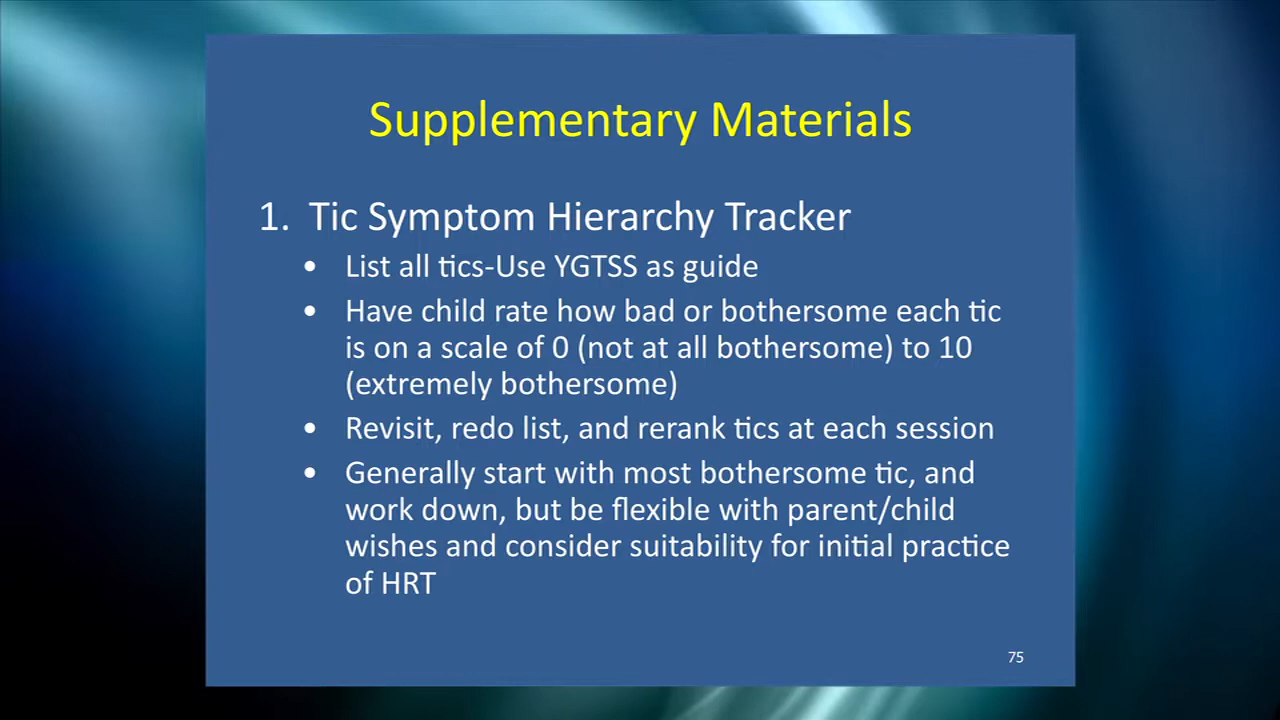 Supplementary Materials
1. Tic Symptom Hierarchy Tracker
• List all tics-Use YGTSS as guide
• Have child rate how bad or bothersome each tic
is on a scale of 0 (not at all bothersome) to 10
(extremely bothersome)
• Revisit, redo list, and rerank tics at each session
• Generally start with most bothersome tic, and
work down, but be flexible with parent/child
wishes and consider suitability for initial practice
of HRT
75